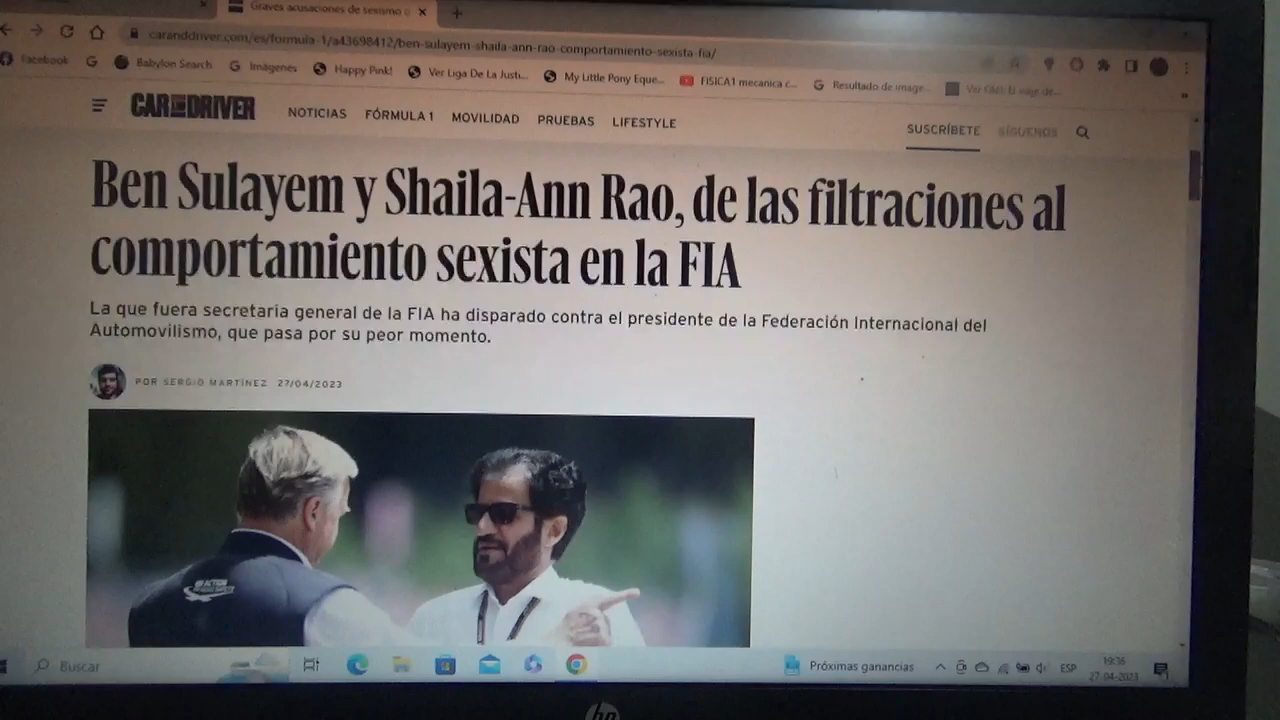 Graves acusaciones de sexismo
caranddriver.com/es/formula-1/a43698412/ben-sulayem-shaila-ann-rao-comportamiento-sexista-fia/
Facebook
Babylon Search
Imágenes
Happy Pink!
Ver Liga De La Justi...
My Little Pony Eque...
FISICA1 mecanica c...
Resultado de image...
CAR AND DRIVER
NOTICIAS
FÓRMULA 1
MOVILIDAD
PRUEBAS
LIFESTYLE
SUSCRÍBETE
SÍGUENOS
Ben Sulayem y Shaila-Ann Rao, de las filtraciones al
comportamiento sexista en la FIA
La que fuera secretaria general de la FIA ha disparado contra el presidente de la Federación Internacional del
Automovilismo, que pasa por su peor momento.
POR SERGIO MARTÍNEZ 27/04/2023
ACTION
Buscar
Próximas ganancias
ESP
19:36
27-04-2023
hp